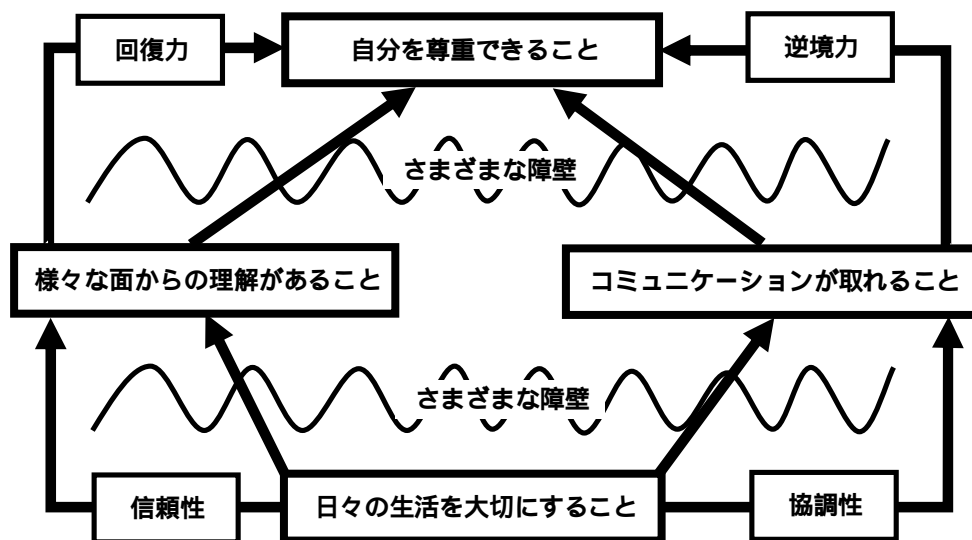 回復力
自分を尊重できること
逆境力
さまざまな障壁
様々な面からの理解があること
コミュニケーションが取れること
さまざまな障壁
信頼性
日々の生活を大切にすること
協調性